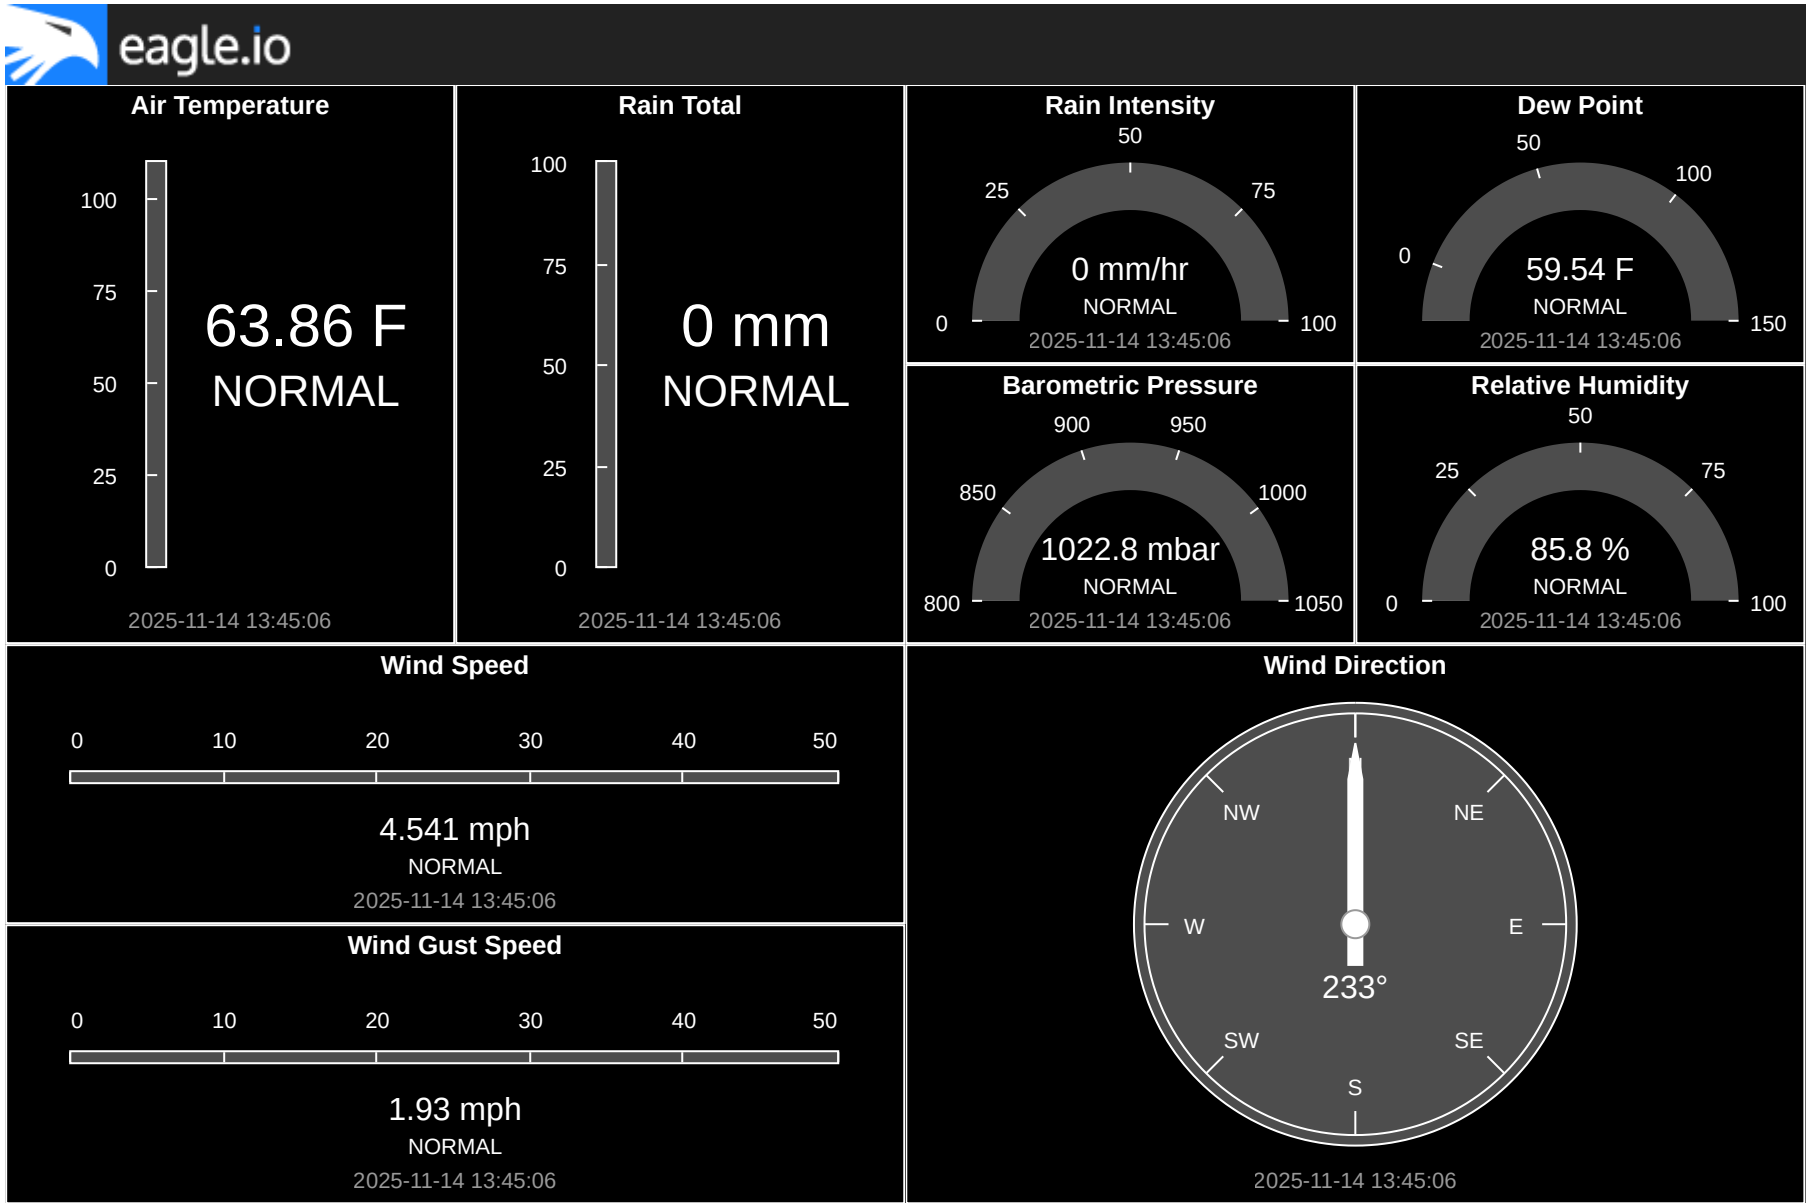 eagle.io
Air Temperature
100
75
50
25
0
63.86 F
NORMAL
2025-11-14 13:45:06
Rain Total
100
75
50
25
0
0 mm
NORMAL
2025-11-14 13:45:06
Rain Intensity
0
25
50
75
100
0 mm/hr
NORMAL
2025-11-14 13:45:06
Dew Point
0
50
100
150
59.54 F
NORMAL
2025-11-14 13:45:06
Barometric Pressure
800
850
900
950
1000
1050
1022.8 mbar
NORMAL
2025-11-14 13:45:06
Relative Humidity
0
25
50
75
100
85.8 %
NORMAL
2025-11-14 13:45:06
Wind Speed
0 10 20 30 40 50
4.541 mph
NORMAL
2025-11-14 13:45:06
Wind Gust Speed
0 10 20 30 40 50
1.93 mph
NORMAL
2025-11-14 13:45:06
Wind Direction
NW NE
W E
233°
SW SE
S
2025-11-14 13:45:06